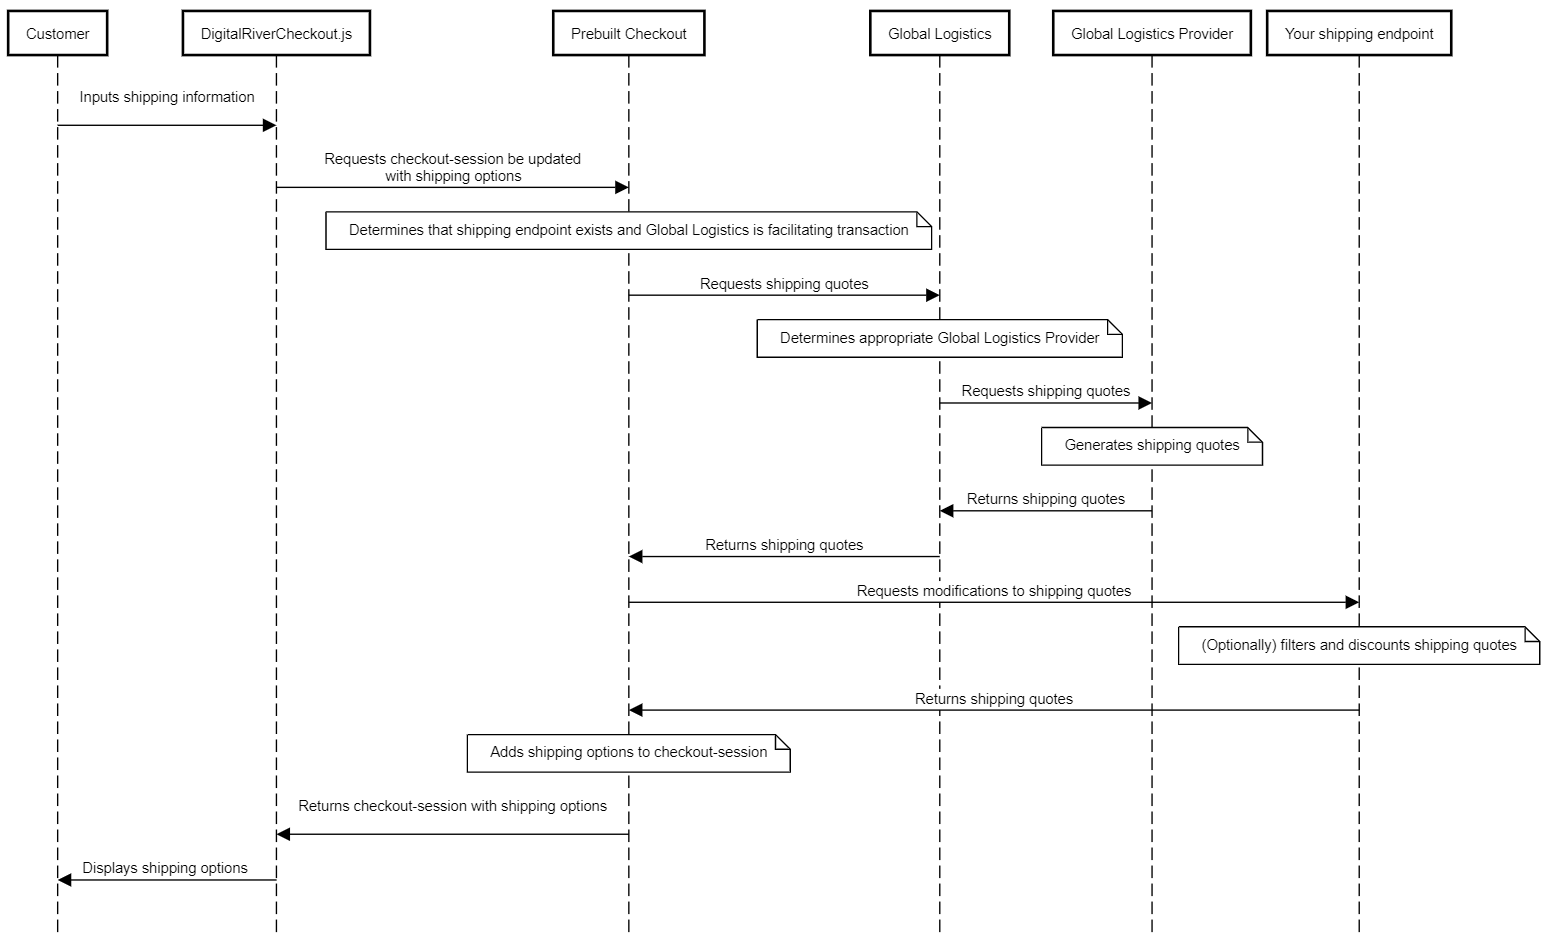 Customer
DigitalRiverCheckout.js
Prebuilt Checkout
Global Logistics
Global Logistics Provider
Your shipping endpoint
Inputs shipping information
Requests checkout-session be updated
with shipping options
Determines that shipping endpoint exists and Global Logistics is facilitating transaction
Requests shipping quotes
Determines appropriate Global Logistics Provider
Requests shipping quotes
Generates shipping quotes
Returns shipping quotes
Returns shipping quotes
Requests modifications to shipping quotes
(Optionally) filters and discounts shipping quotes
Returns shipping quotes
Adds shipping options to checkout-session
Returns checkout-session with shipping options
Displays shipping options